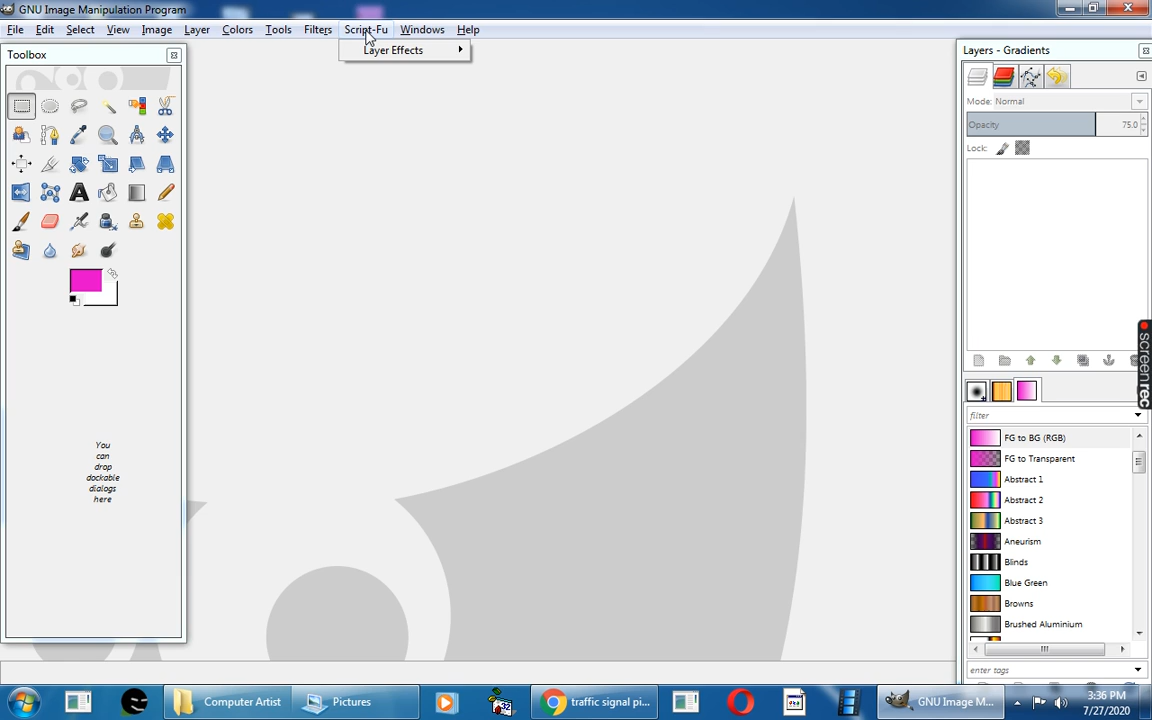 GNU Image Manipulation Program
File Edit Select View Image Layer Colors Tools Filters Script-Fu Windows Help
Layer Effects
Toolbox
You
can
drop
dockable
dialogs
here
Layers - Gradients
Mode: Normal
Opacity 75.0
Lock:
screenrec
filter
FG to BG (RGB)
FG to Transparent
Abstract 1
Abstract 2
Abstract 3
Aneurism
Blinds
Blue Green
Browns
Brushed Aluminium
enter tags
Computer Artist
Pictures
32
traffic signal pi...
GNU Image M...
3:36 PM
7/27/2020